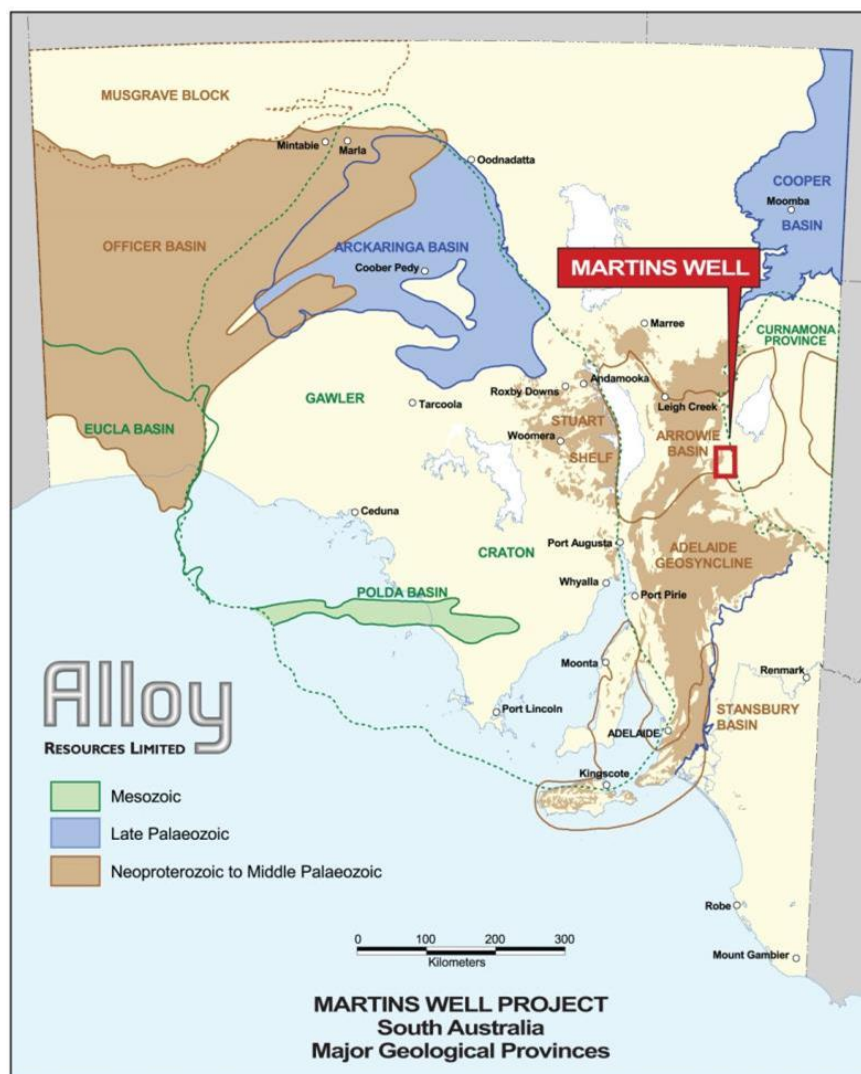 MUSGRAVE BLOCK
Mintabie
Marla
Oodnadatta
COOPER
Moomba
BASIN
OFFICER BASIN
ARCKARINGA BASIN
Coober Pedy
MARTINS WELL
Marree
CURNAMONA
PROVINCE
GAWLER
Tarcoola
Roxby Downs
Andamooka
Leigh Creek
EUCLA BASIN
STUART
Woomera
SHELF
ARROWIE
BASIN
Ceduna
CRATON
Port Augusta
ADELAIDE
GEOSYNCLINE
Whyalla
POLDA BASIN
Port Pirie
Moonta
Renmark
Port Lincoln
STANSBURY
BASIN
ADELAIDE
Kingscote
Alloy
RESOURCES LIMITED
Mesozoic
Late Palaeozoic
Neoproterozoic to Middle Palaeozoic
Robe
Mount Gambier
0 100 200 300
Kilometers
MARTINS WELL PROJECT
South Australia
Major Geological Provinces